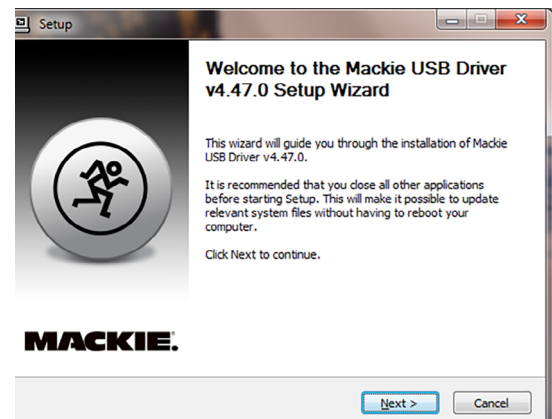 Setup
Welcome to the Mackie USB Driver
v4.47.0 Setup Wizard
This wizard will guide you through the installation of Mackie
USB Driver v4.47.0.
It is recommended that you close all other applications
before starting Setup. This will make it possible to update
relevant system files without having to reboot your
computer.
Click Next to continue.
MACKIE.
Next >
Cancel